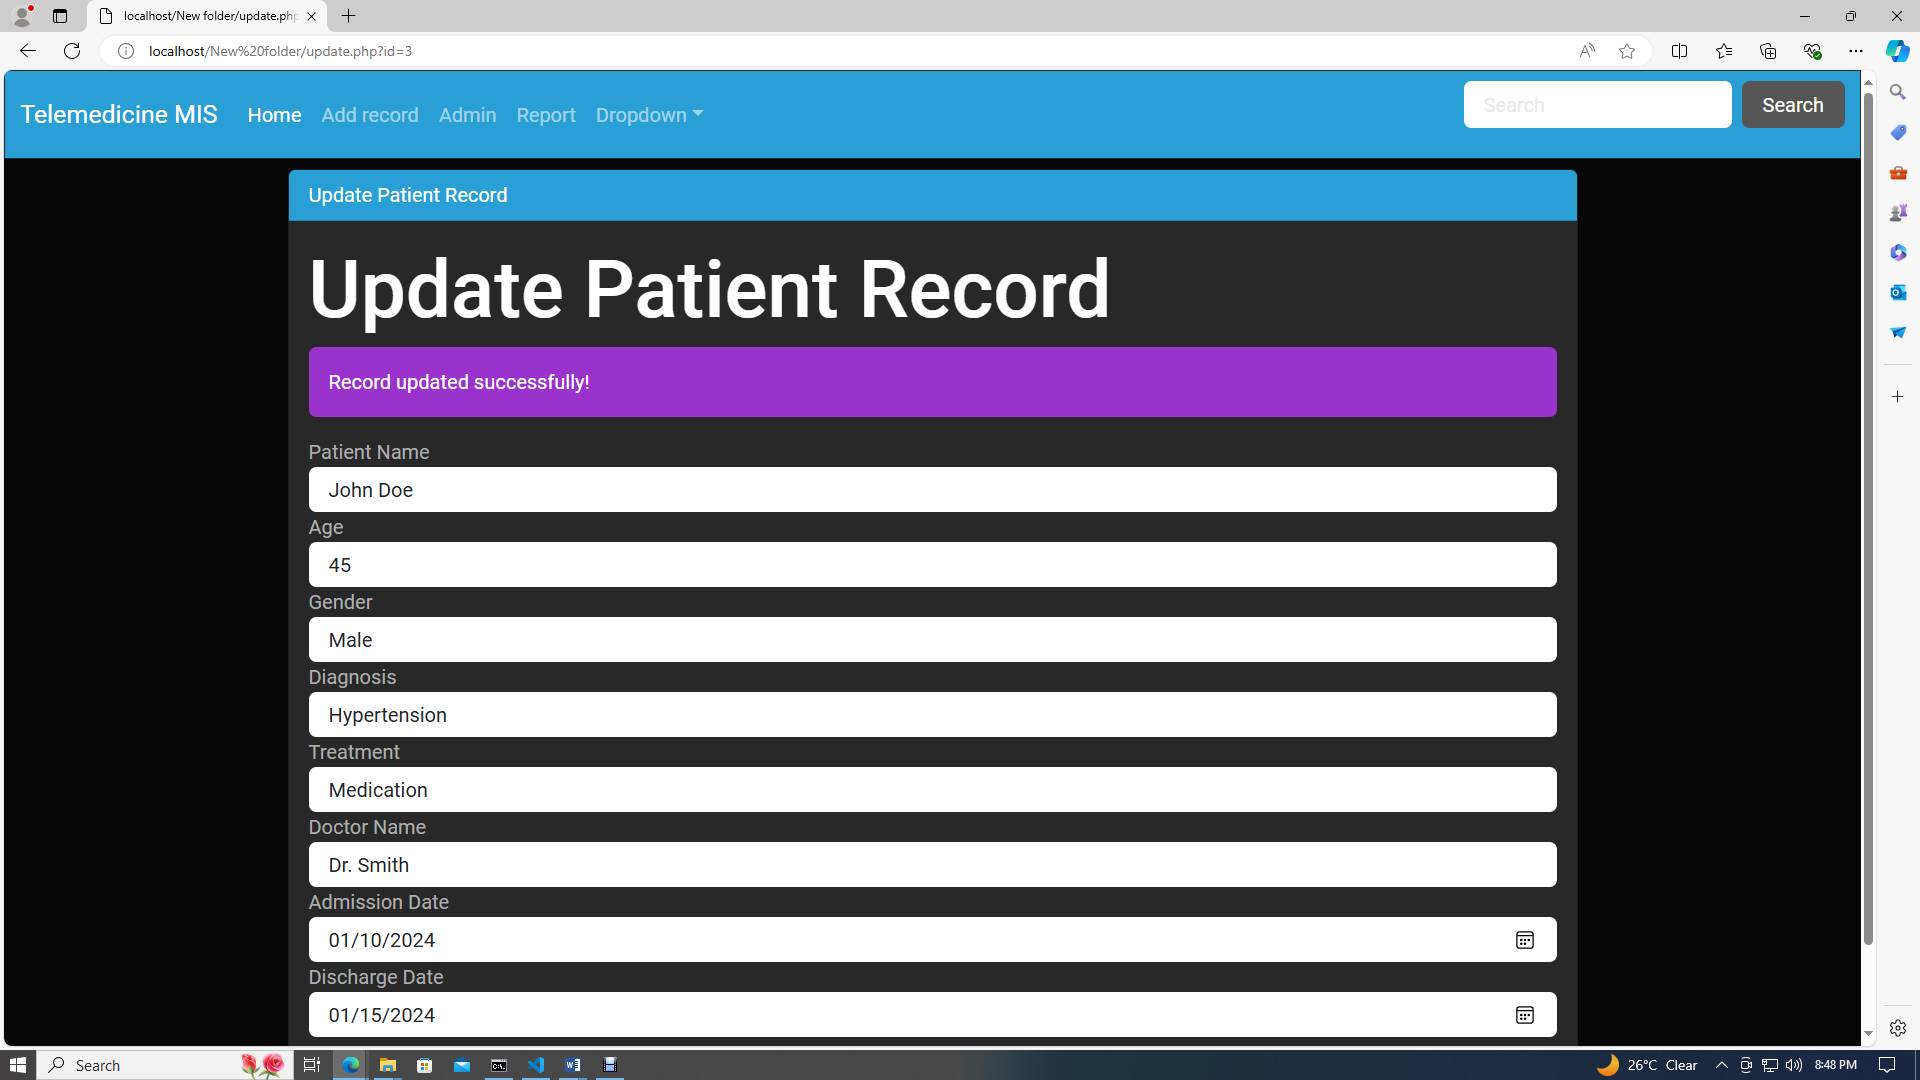 localhost/New folder/update.php
localhost/New%20folder/update.php?id=3
Telemedicine MIS
Home
Add record
Admin
Report
Dropdown
Search
Search
Update Patient Record
Update Patient Record
Record updated successfully!
Patient Name
John Doe
Age
45
Gender
Male
Diagnosis
Hypertension
Treatment
Medication
Doctor Name
Dr. Smith
Admission Date
01/10/2024
Discharge Date
01/15/2024
Search
26°C Clear
8:48 PM